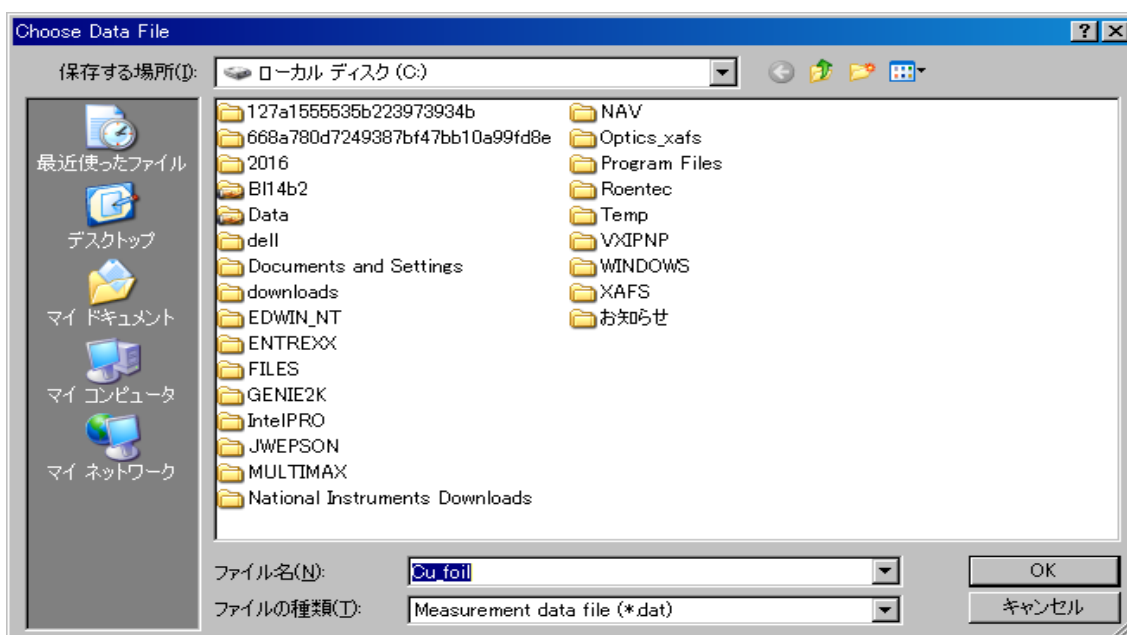 Choose Data File
保存する場所(I):
ローカル ディスク (C:)
最近使ったファイル
デスクトップ
マイ ドキュメント
マイ コンピュータ
マイ ネットワーク
127a1555535b223973934b
668a780d7249387bf47bb10a99fd8e
2016
Bl14b2
Data
dell
Documents and Settings
downloads
EDWIN_NT
ENTREXX
FILES
GENIE2K
IntelPRO
JWEPSON
MULTIMAX
National Instruments Downloads
NAV
Optics_xafs
Program Files
Roentec
Temp
VXIPNP
WINDOWS
XAFS
お知らせ
ファイル名(N):
Cu_foil
OK
ファイルの種類(T):
Measurement data file (*.dat)
キャンセル